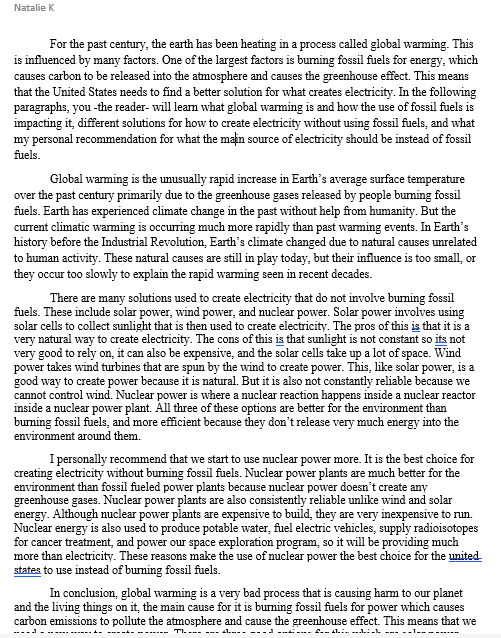 Natalie K
For the past century, the earth has been heating in a process called global warming. This
is influenced by many factors. One of the largest factors is burning fossil fuels for energy, which
causes carbon to be released into the atmosphere and causes the greenhouse effect. This means
that the United States needs to find a better solution for what creates electricity. In the following
paragraphs, you -the reader- will learn what global warming is and how the use of fossil fuels is
impacting it, different solutions for how to create electricity without using fossil fuels, and what
my personal recommendation for what the main source of electricity should be instead of fossil
fuels.
Global warming is the unusually rapid increase in Earth's average surface temperature
over the past century primarily due to the greenhouse gases released by people burning fossil
fuels. Earth has experienced climate change in the past without help from humanity. But the
current climatic warming is occurring much more rapidly than past warming events. In Earth's
history before the Industrial Revolution, Earth's climate changed due to natural causes unrelated
to human activity. These natural causes are still in play today, but their influence is too small, or
they occur too slowly to explain the rapid warming seen in recent decades.
There are many solutions used to create electricity that do not involve burning fossil
fuels. These include solar power, wind power, and nuclear power. Solar power involves using
solar cells to collect sunlight that is then used to create electricity. The pros of this is that it is a
very natural way to create electricity. The cons of this is that sunlight is not constant so its not
very good to rely on, it can also be expensive, and the solar cells take up a lot of space. Wind
power takes wind turbines that are spun by the wind to create power. This, like solar power, is a
good way to create power because it is natural. But it is also not constantly reliable because we
cannot control wind. Nuclear power is where a nuclear reaction happens inside a nuclear reactor
inside a nuclear power plant. All three of these options are better for the environment than
burning fossil fuels, and more efficient because they don't release very much energy into the
environment around them.
I personally recommend that we start to use nuclear power more. It is the best choice for
creating electricity without burning fossil fuels. Nuclear power plants are much better for the
environment than fossil fueled power plants because nuclear power doesn't create any
greenhouse gases. Nuclear power plants are also consistently reliable unlike wind and solar
energy. Although nuclear power plants are expensive to build, they are very inexpensive to run.
Nuclear energy is also used to produce potable water, fuel electric vehicles, supply radioisotopes
for cancer treatment, and power our space exploration program, so it will be providing much
more than electricity. These reasons make the use of nuclear power the best choice for the united
states to use instead of burning fossil fuels.
In conclusion, global warming is a very bad process that is causing harm to our planet
and the living things on it, the main cause for it is burning fossil fuels for power which causes
carbon emissions to pollute the atmosphere and cause the greenhouse effect. This means that we